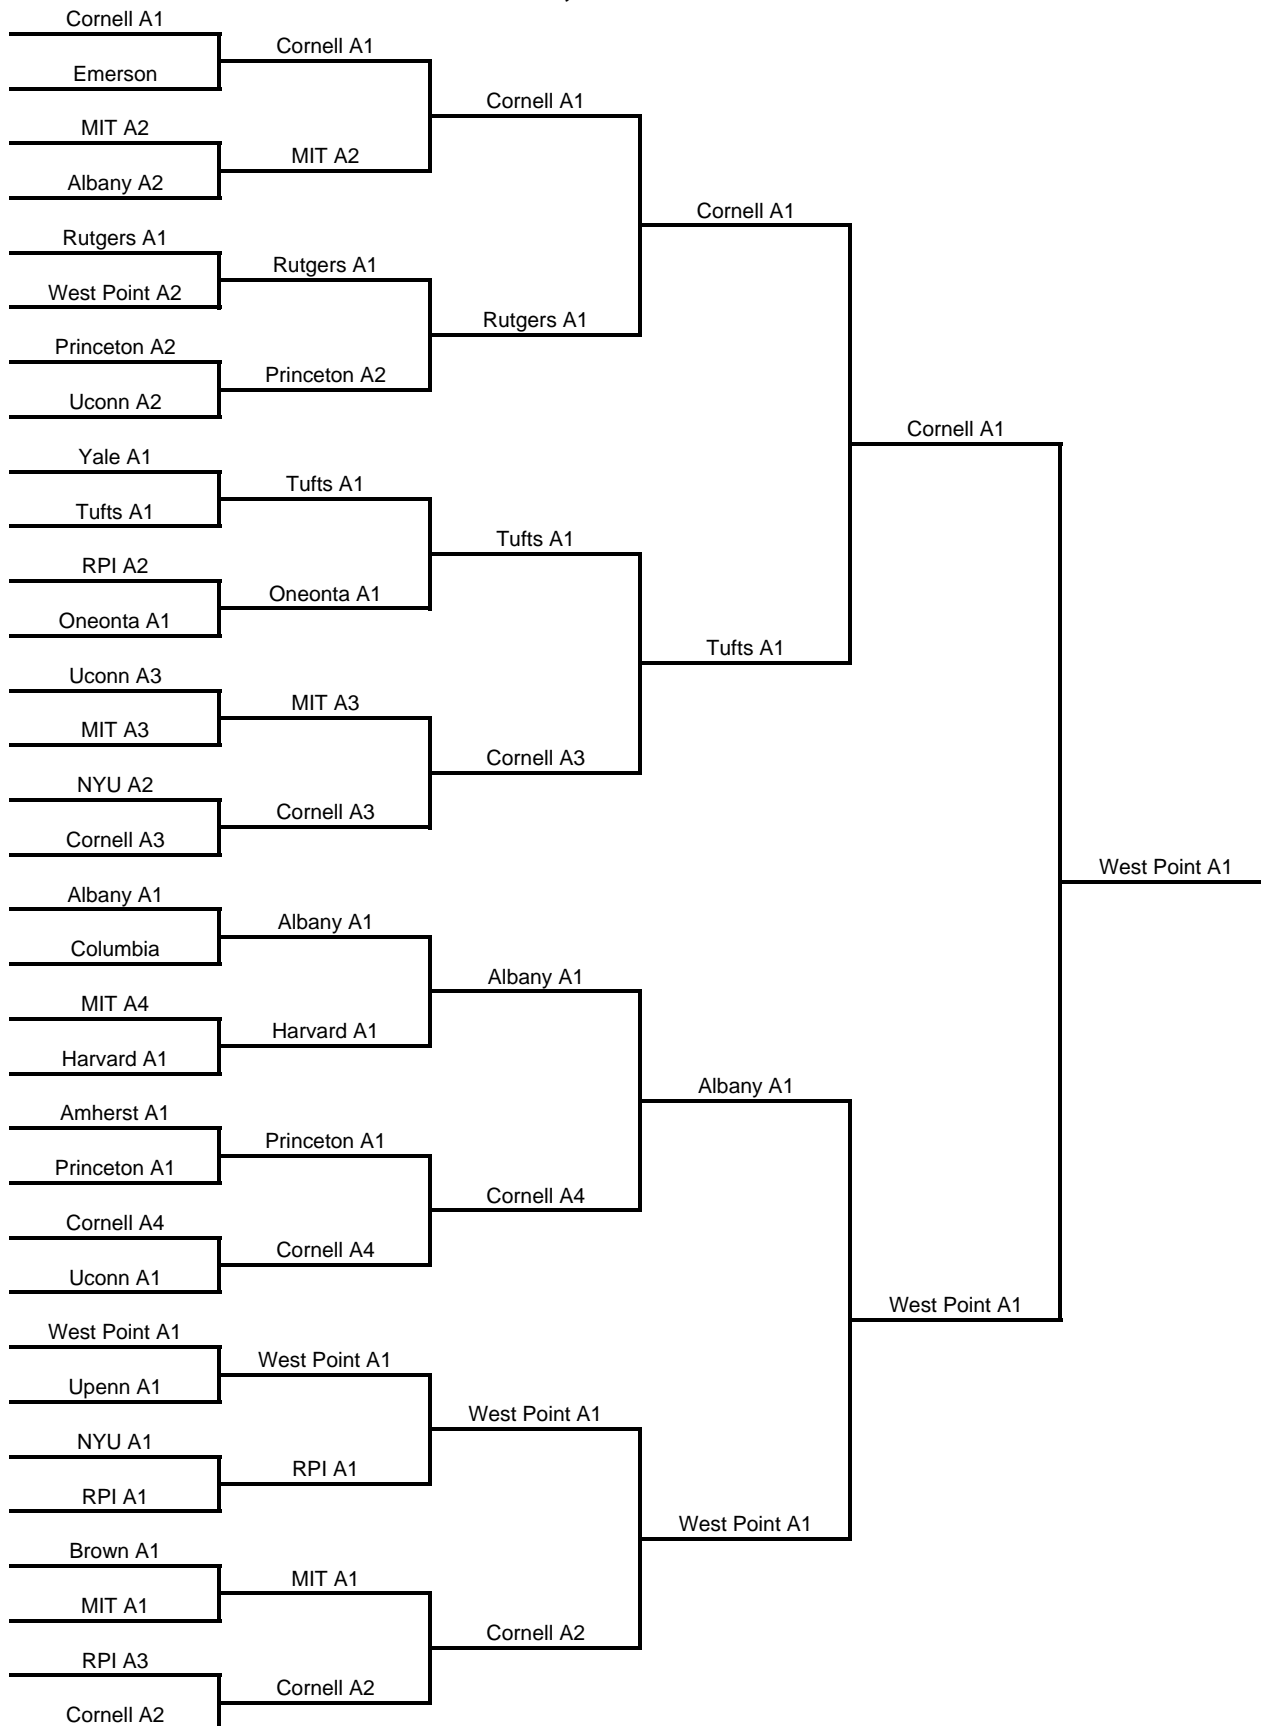 Cornell A1
Emerson
MIT A2
Albany A2
Rutgers A1
West Point A2
Princeton A2
Uconn A2
Yale A1
Tufts A1
RPI A2
Oneonta A1
Uconn A3
MIT A3
NYU A2
Cornell A3
Albany A1
Columbia
MIT A4
Harvard A1
Amherst A1
Princeton A1
Cornell A4
Uconn A1
West Point A1
Upenn A1
NYU A1
RPI A1
Brown A1
MIT A1
RPI A3
Cornell A2
Cornell A1
MIT A2
Rutgers A1
Princeton A2
Tufts A1
Oneonta A1
MIT A3
Cornell A3
Albany A1
Harvard A1
Princeton A1
Cornell A4
West Point A1
RPI A1
MIT A1
Cornell A2
Cornell A1
Rutgers A1
Tufts A1
Cornell A3
Albany A1
Cornell A4
West Point A1
Cornell A2
Cornell A1
Tufts A1
Albany A1
West Point A1
Cornell A1
West Point A1
West Point A1